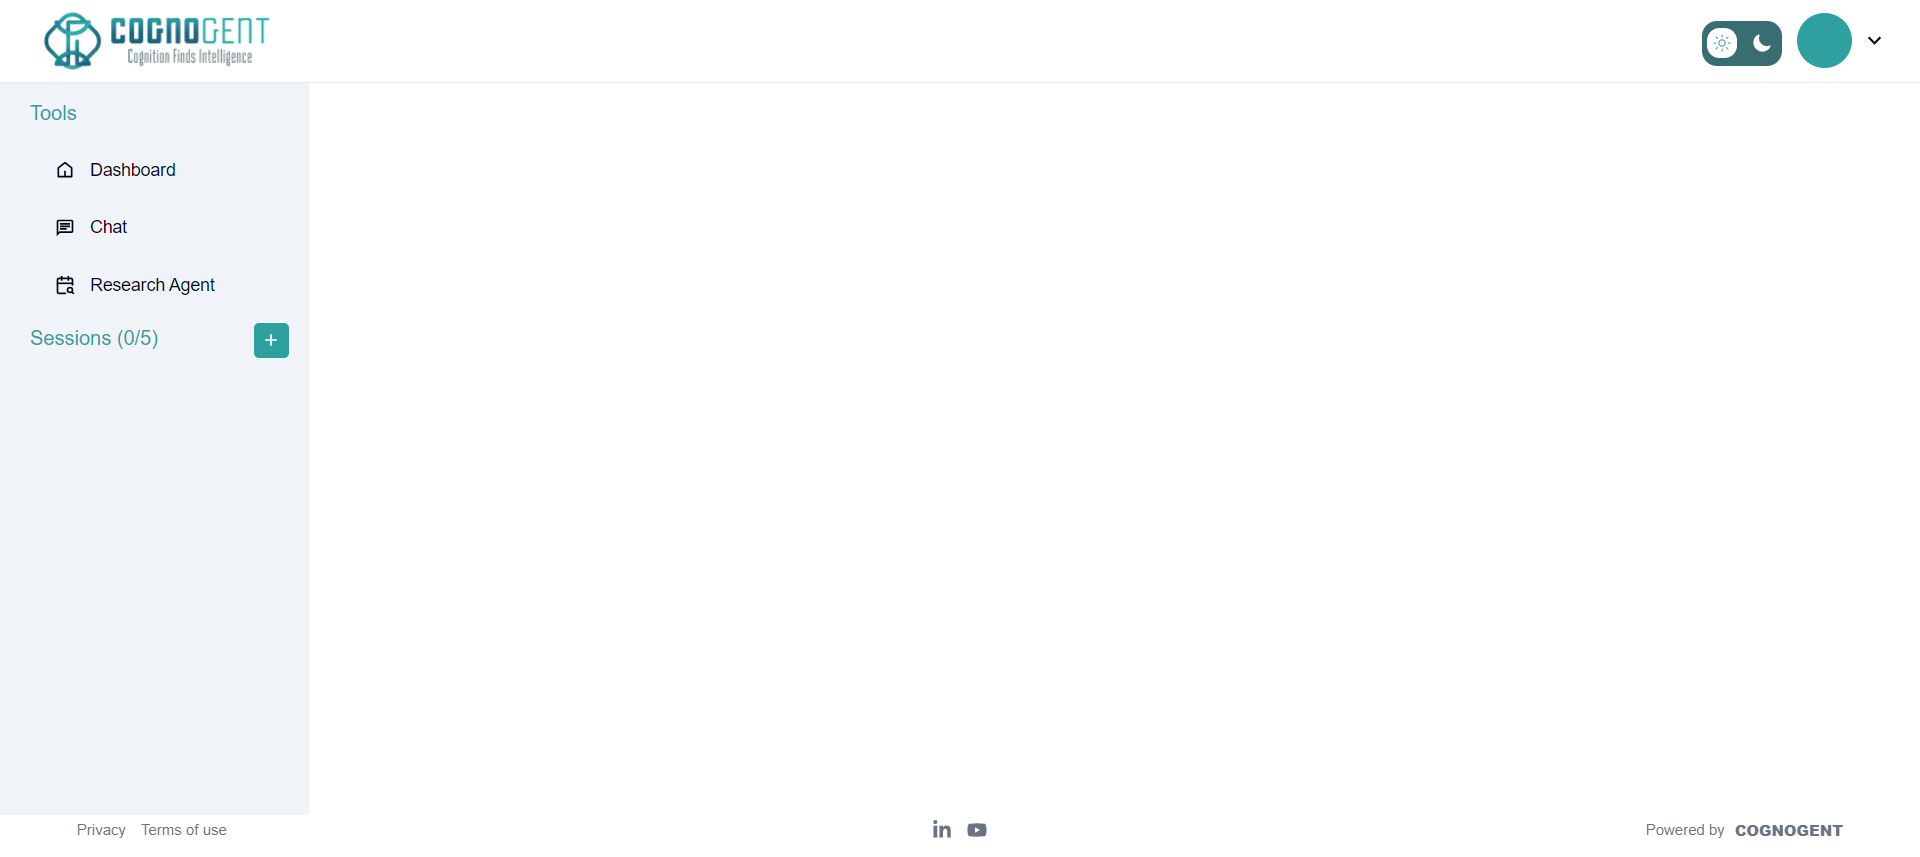 COGNOGENT
Cognition Finds Intelligence
Tools
Dashboard
Chat
Research Agent
Sessions (0/5)
Privacy Terms of use
Powered by COGNOGENT